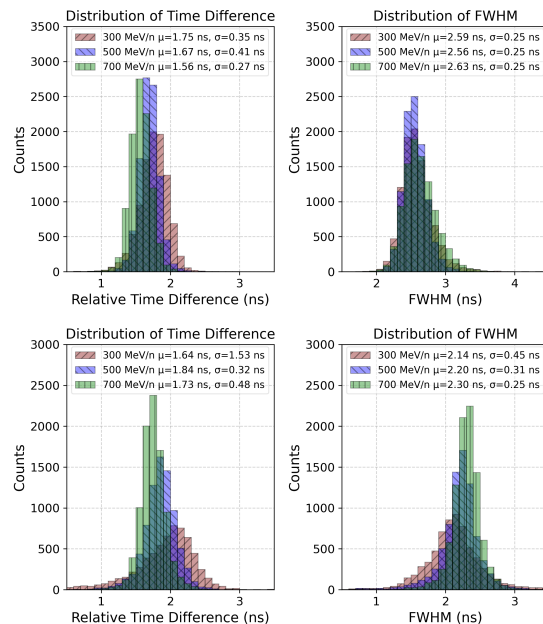 Distribution of Time Difference
3500
3000
2500
2000
1500
1000
500
0
Counts
300 MeV/n μ=1.75 ns, σ=0.35 ns
500 MeV/n μ=1.67 ns, σ=0.41 ns
700 MeV/n μ=1.56 ns, σ=0.27 ns
1 2 3
Relative Time Difference (ns)
Distribution of FWHM
3500
3000
2500
2000
1500
1000
500
0
Counts
300 MeV/n μ=2.59 ns, σ=0.25 ns
500 MeV/n μ=2.56 ns, σ=0.25 ns
700 MeV/n μ=2.63 ns, σ=0.25 ns
2 3 4
FWHM (ns)
Distribution of Time Difference
3000
2500
2000
1500
1000
500
0
Counts
300 MeV/n μ=1.64 ns, σ=1.53 ns
500 MeV/n μ=1.84 ns, σ=0.32 ns
700 MeV/n μ=1.73 ns, σ=0.48 ns
1 2 3
Relative Time Difference (ns)
Distribution of FWHM
3000
2500
2000
1500
1000
500
0
Counts
300 MeV/n μ=2.14 ns, σ=0.45 ns
500 MeV/n μ=2.20 ns, σ=0.31 ns
700 MeV/n μ=2.30 ns, σ=0.25 ns
1 2 3
FWHM (ns)